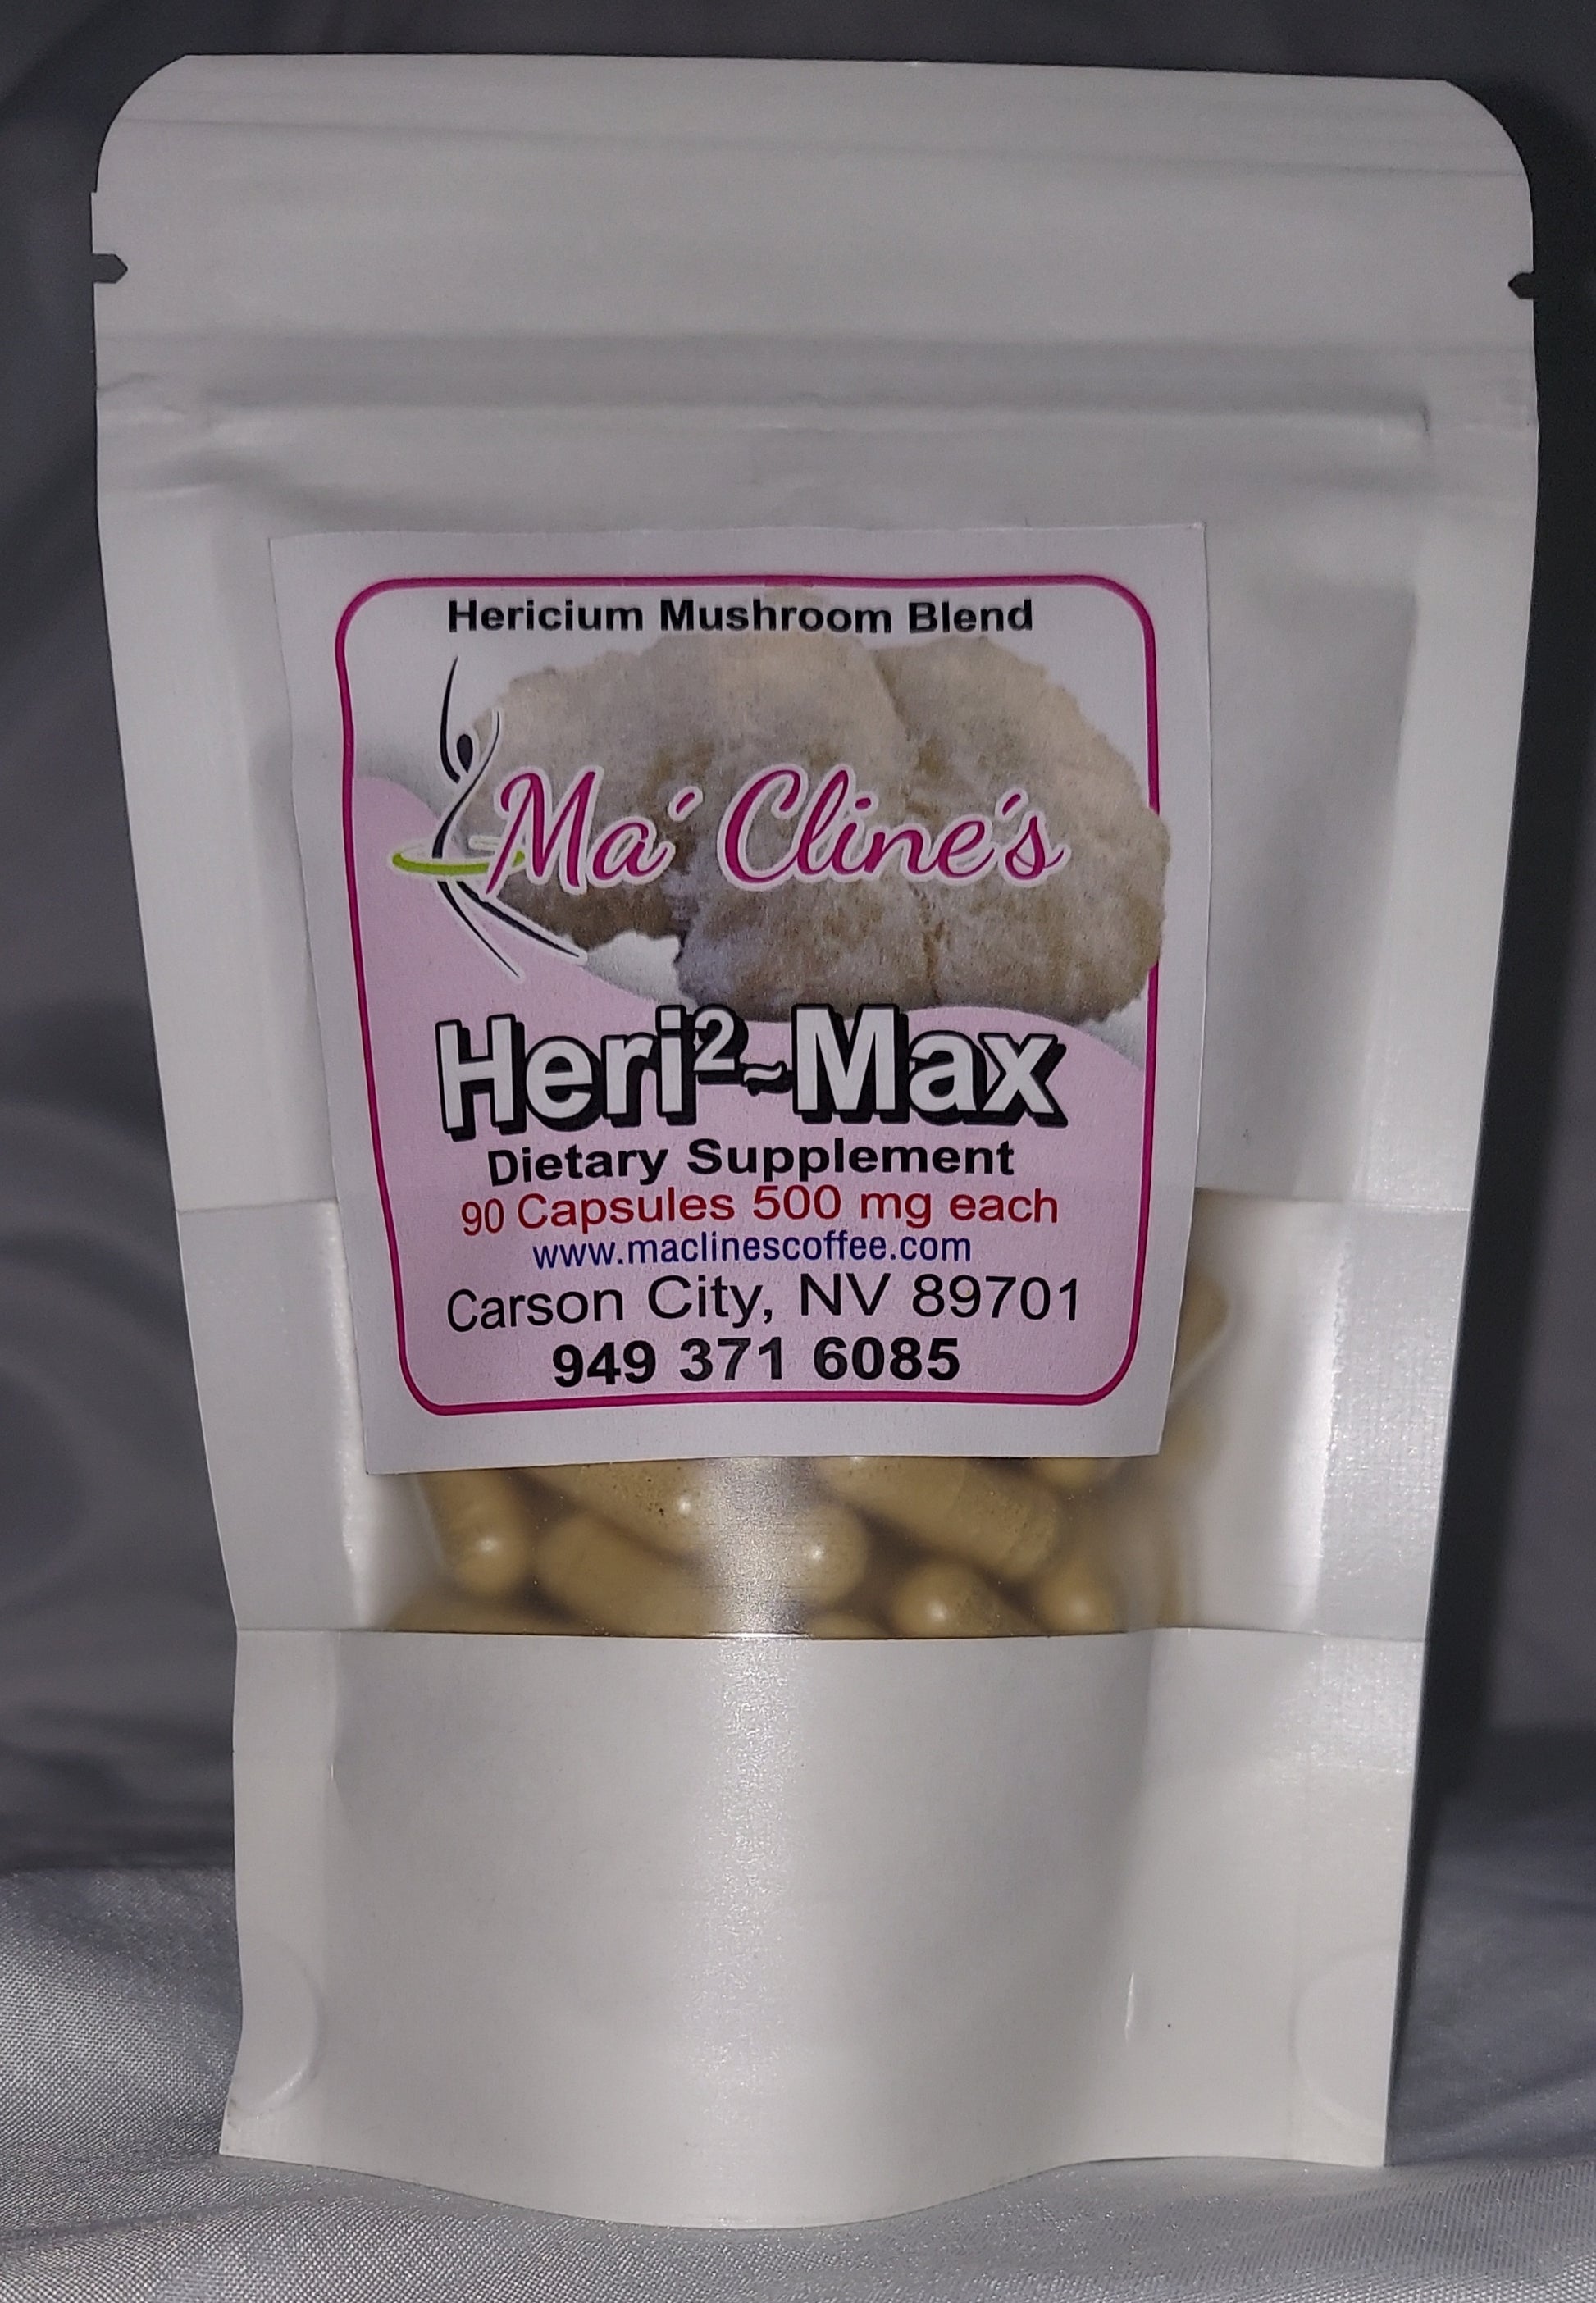 Hericium Mushroom Blend
Ma' Cline's
Heri²~Max
Dietary Supplement
90 Capsules 500 mg each
www.maclinescoffee.com
Carson City, NV 89701
949 371 6085